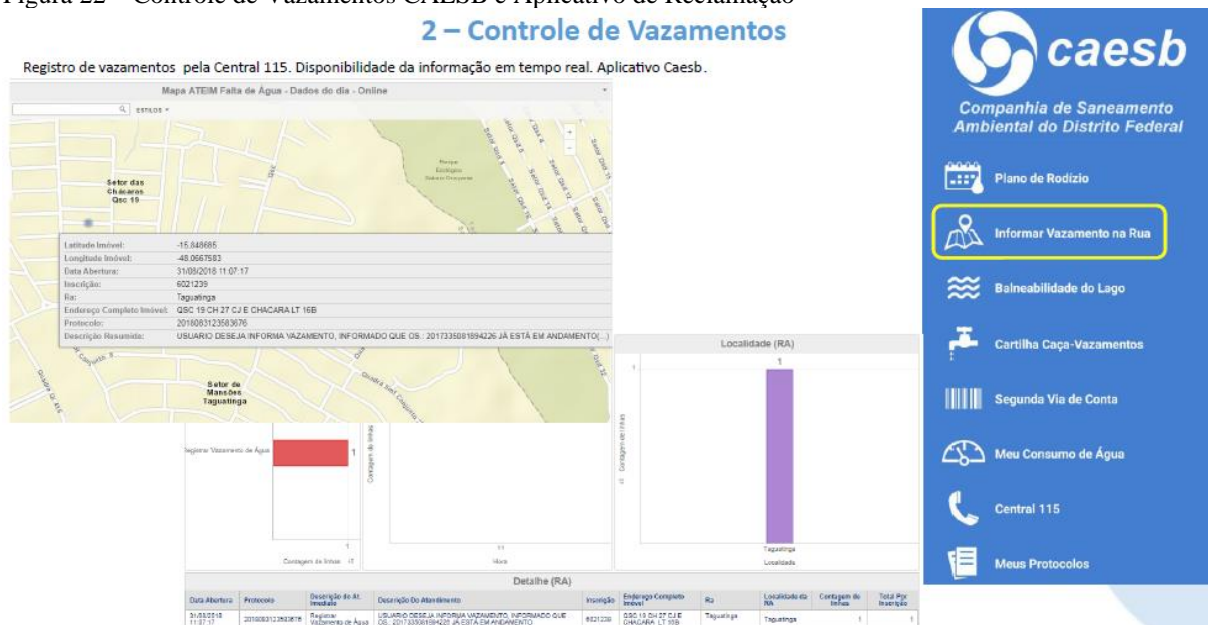 Figura 22 – Controle de Vazamentos CAESB e Aplicativo de Reclamação
2 – Controle de Vazamentos
Registro de vazamentos pela Central 115. Disponibilidade da informação em tempo real. Aplicativo Caesb.
Mapa ATEIM Falta de Água - Dados do dia - Online
ESTILOS
Setor das
Chácaras
Qsc 19
Parque
Ecológico
Latitude Imóvel: -15.848685
Longitude Imóvel: -48.0667583
Data Abertura: 31/08/2018 11:07:17
Inscrição: 6021239
Ra: Taguatinga
Endereço Completo Imóvel: QSC 19 CH 27 CJ E CHACARA LT 16B
Protocolo: 2018083123583676
Descrição Resumida: USUARIO DESEJA INFORMA VAZAMENTO, INFORMADO QUE OS.: 2017335081894226 JÁ ESTÁ EM ANDAMENTO(...)
Setor de
Mansões
Taguatinga
Registrar Vazamento de Água
1
1
Contagem de linhas
Contagem de linhas
11
Hora
Localidade (RA)
1
1
Contagem de linhas
Taguatinga
Localidade
Detalhe (RA)
Data Abertura Protocolo Descrição do At. Imediato Descrição Do Atendimento Inscrição Endereço Completo Imóvel Ra Localidade da RA Contagem de linhas Total Por Inscrição
31/08/2018 11:07:17 2018083123583676 Registrar Vazamento de Água USUARIO DESEJA INFORMA VAZAMENTO, INFORMADO QUE OS.: 2017335081894226 JÁ ESTÁ EM ANDAMENTO 6021239 QSC 19 CH 27 CJ E CHACARA LT 16B Taguatinga Taguatinga 1 1
caesb
Companhia de Saneamento
Ambiental do Distrito Federal
Plano de Rodízio
Informar Vazamento na Rua
Balneabilidade do Lago
Cartilha Caça-Vazamentos
Segunda Via de Conta
Meu Consumo de Água
Central 115
Meus Protocolos